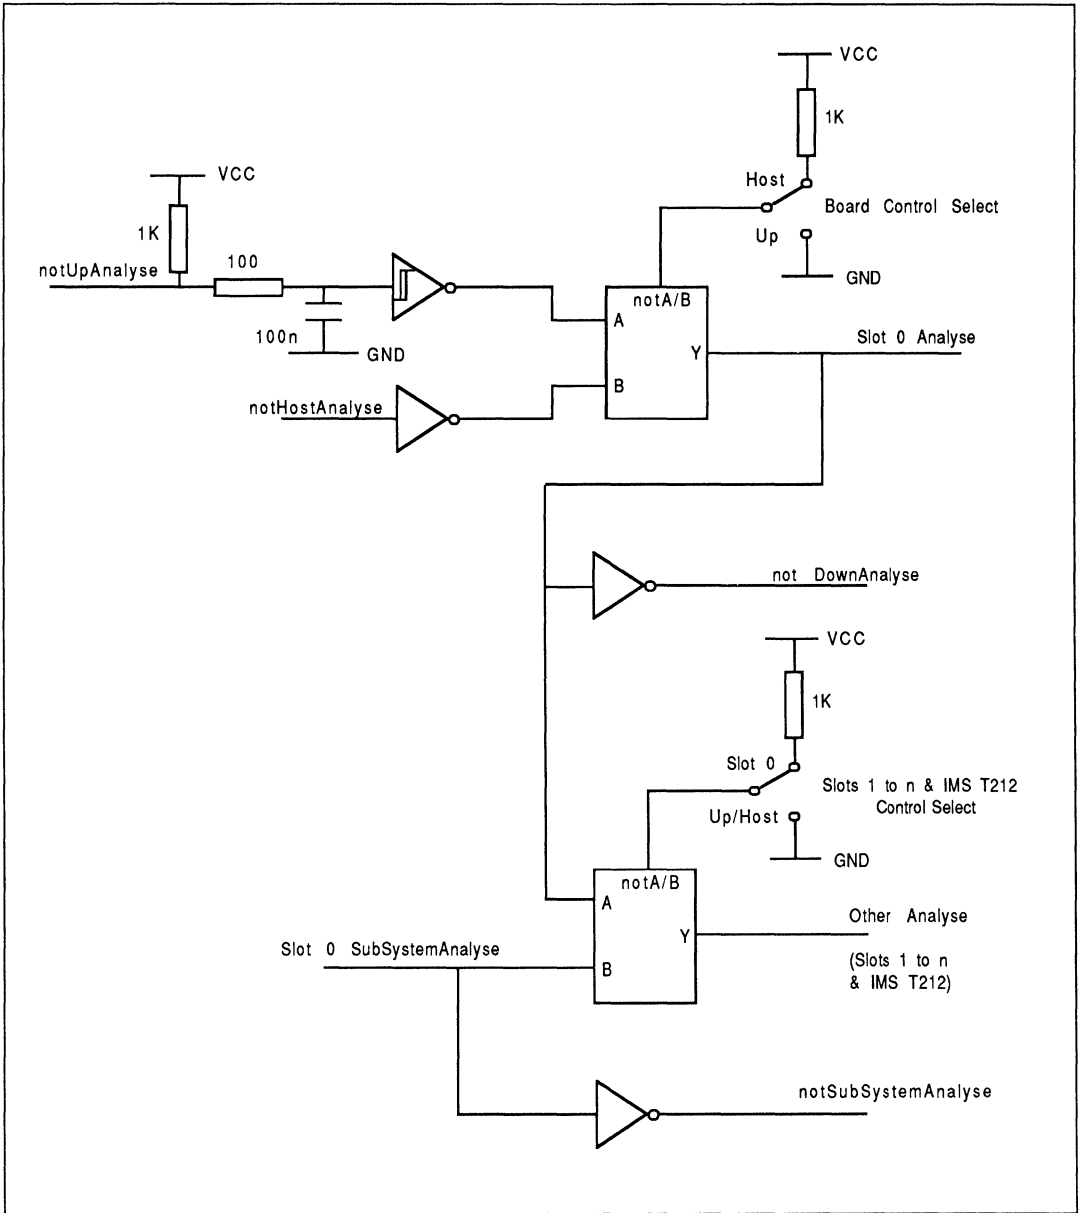 VCC
1K
Host
Board Control Select
Up
GND
VCC
1K
notUpAnalyse
100
100n
GND
notHostAnalyse
notA/B
A
B
Y
Slot 0 Analyse
not DownAnalyse
VCC
1K
Slot 0
Slots 1 to n & IMS T212
Control Select
Up/Host
GND
notA/B
A
Y
B
Other Analyse
(Slots 1 to n
& IMS T212)
Slot 0 SubSystemAnalyse
notSubSystemAnalyse